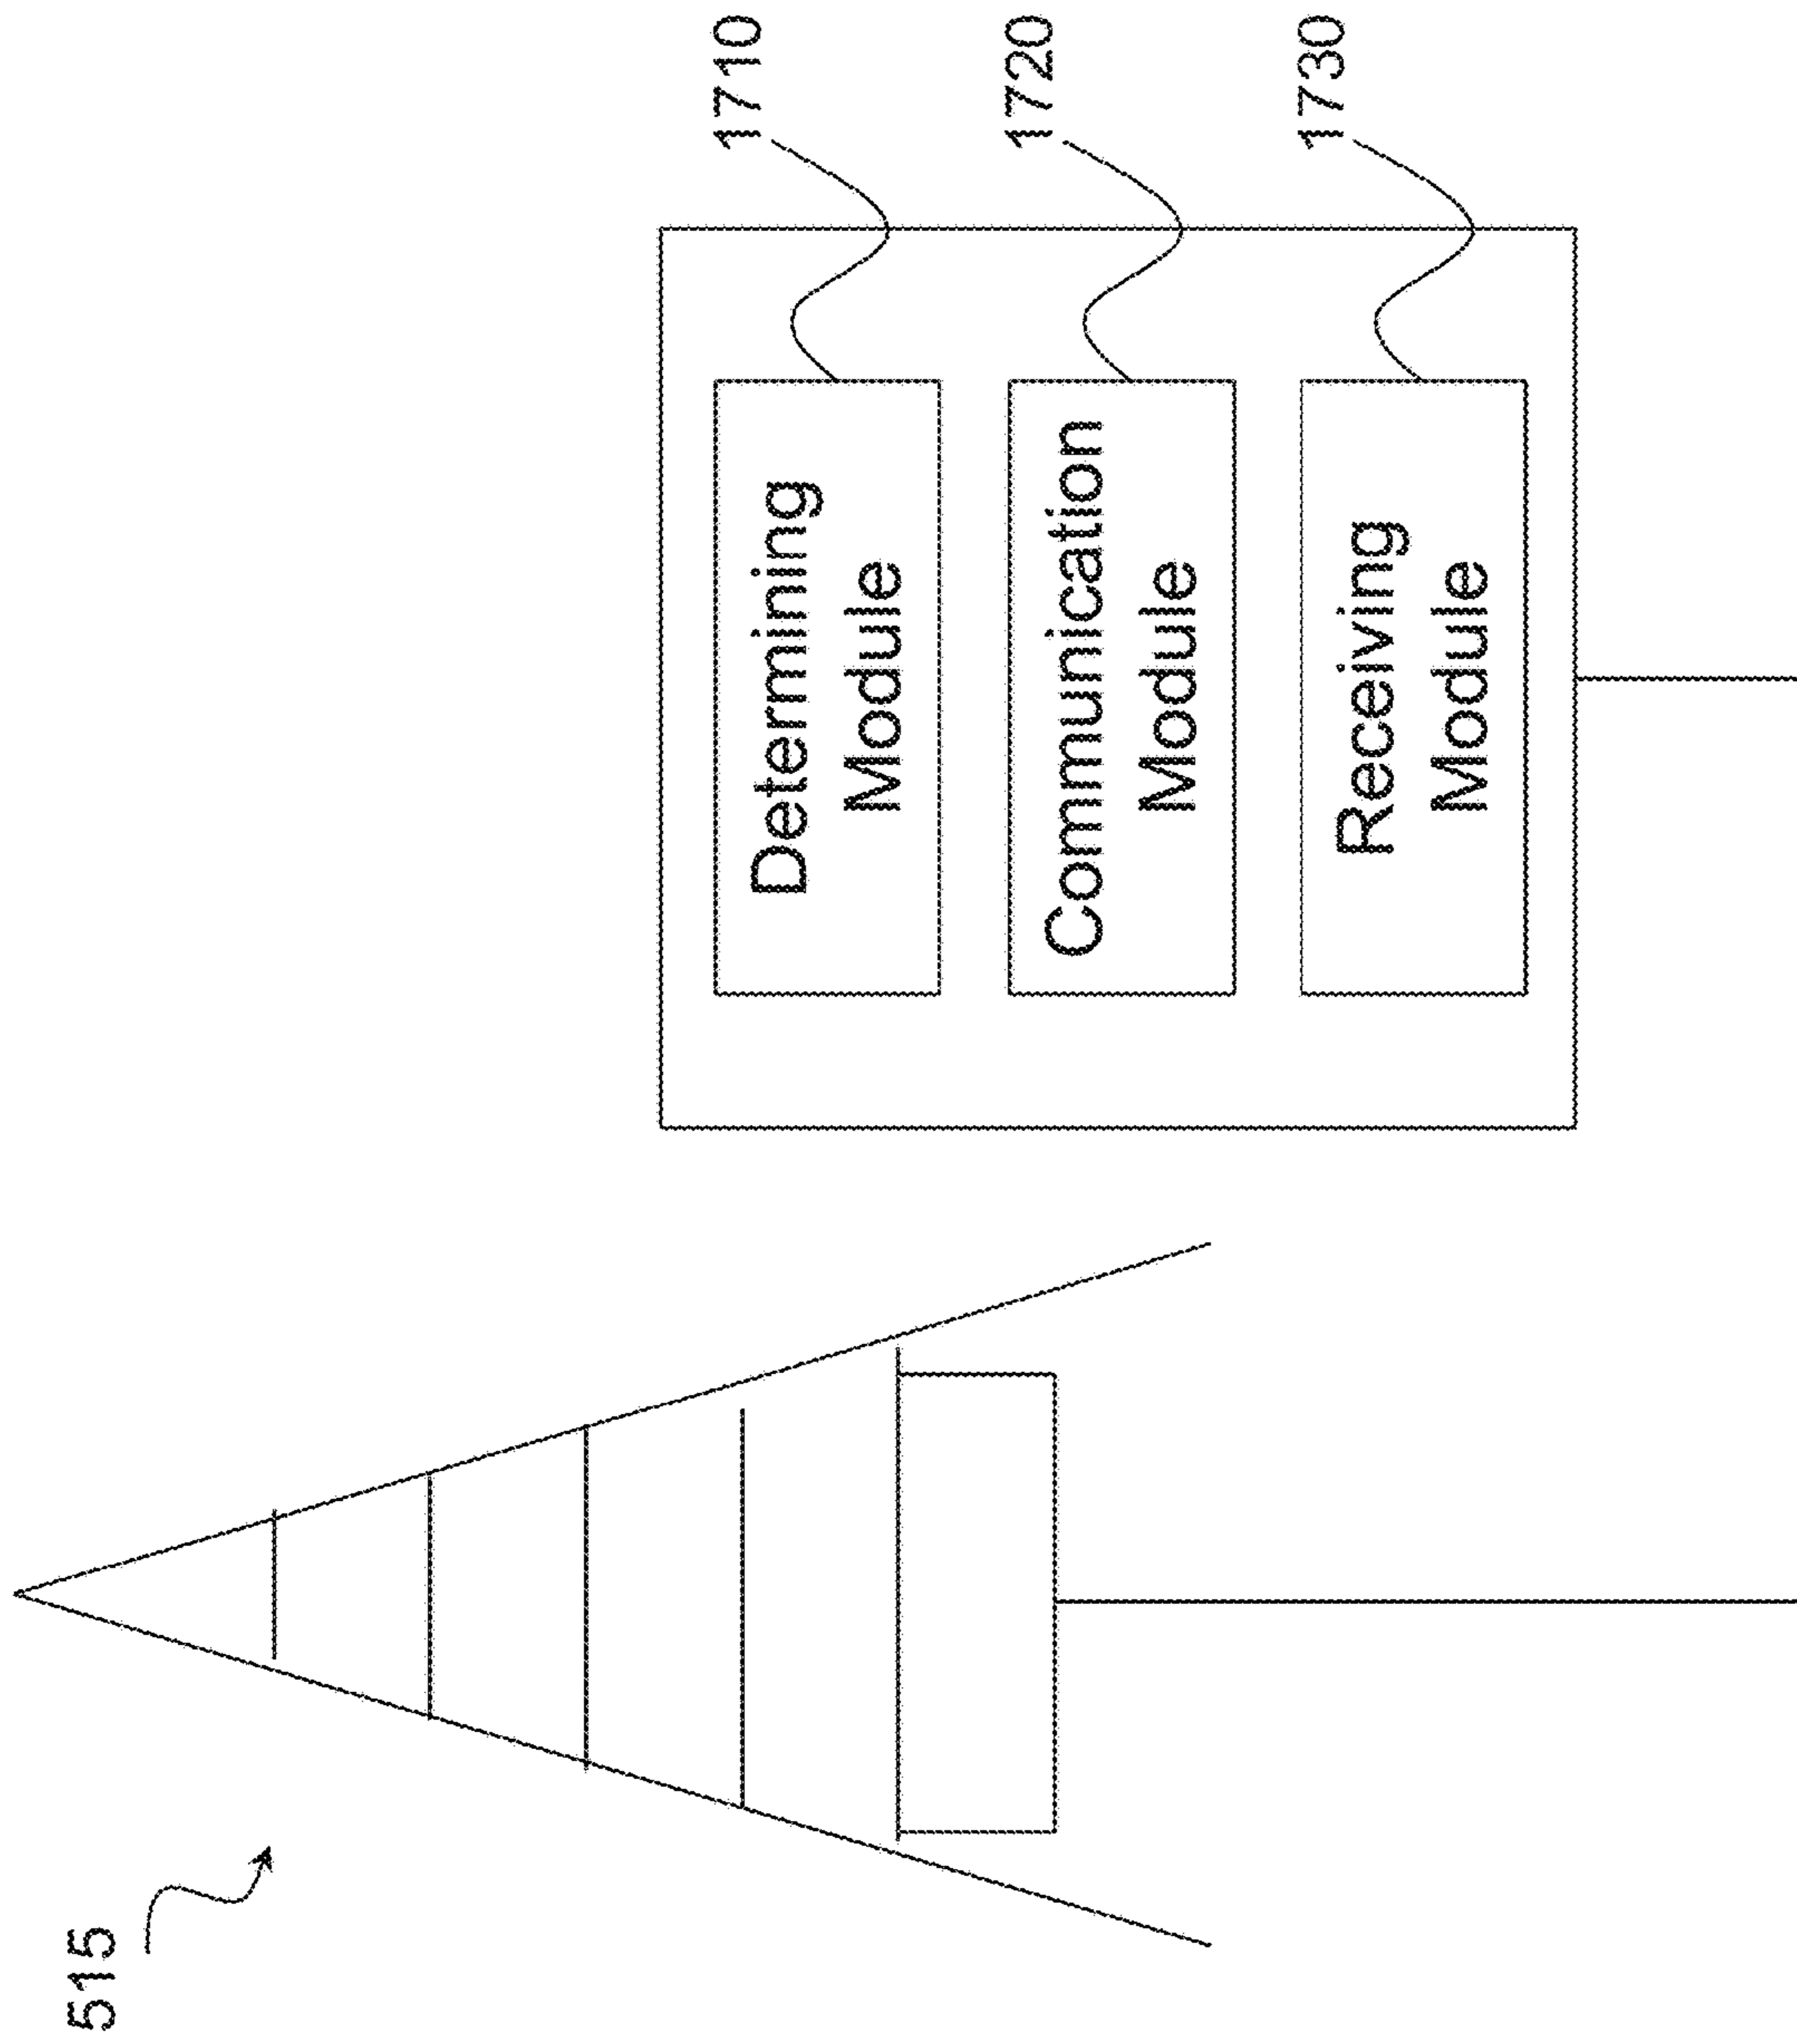 515
Determining
Module
1710
Communication
Module
1720
Receiving
Module
1730